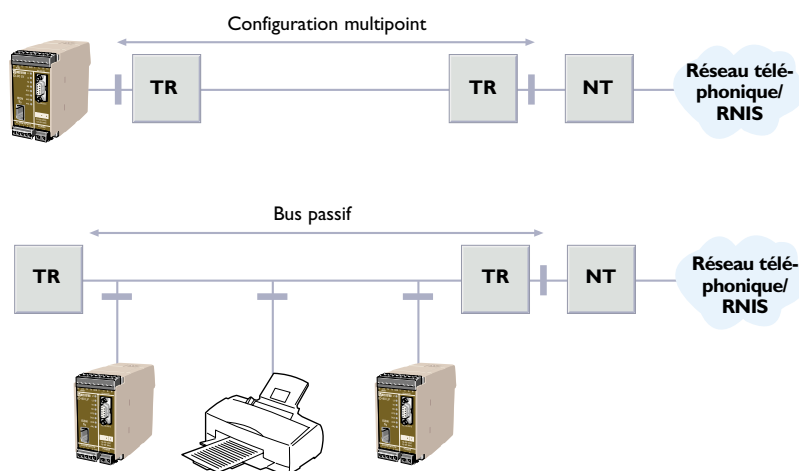 Configuration multipoint
TR
TR
NT
Réseau télé-
phonique/
RNIS
Bus passif
TR
TR
NT
Réseau télé-
phonique/
RNIS